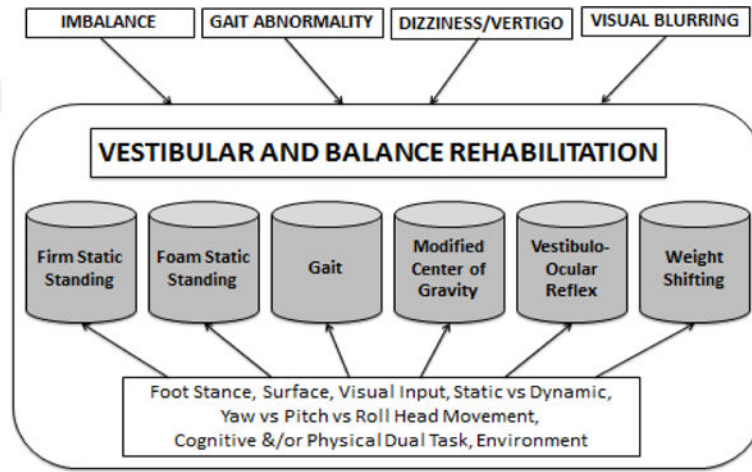 IMBALANCE
GAIT ABNORMALITY
DIZZINESS/VERTIGO
VISUAL BLURRING
VESTIBULAR AND BALANCE REHABILITATION
Firm Static
Standing
Foam Static
Standing
Gait
Modified
Center of
Gravity
Vestibulo-
Ocular
Reflex
Weight
Shifting
Foot Stance, Surface, Visual Input, Static vs Dynamic,
Yaw vs Pitch vs Roll Head Movement,
Cognitive &/or Physical Dual Task, Environment